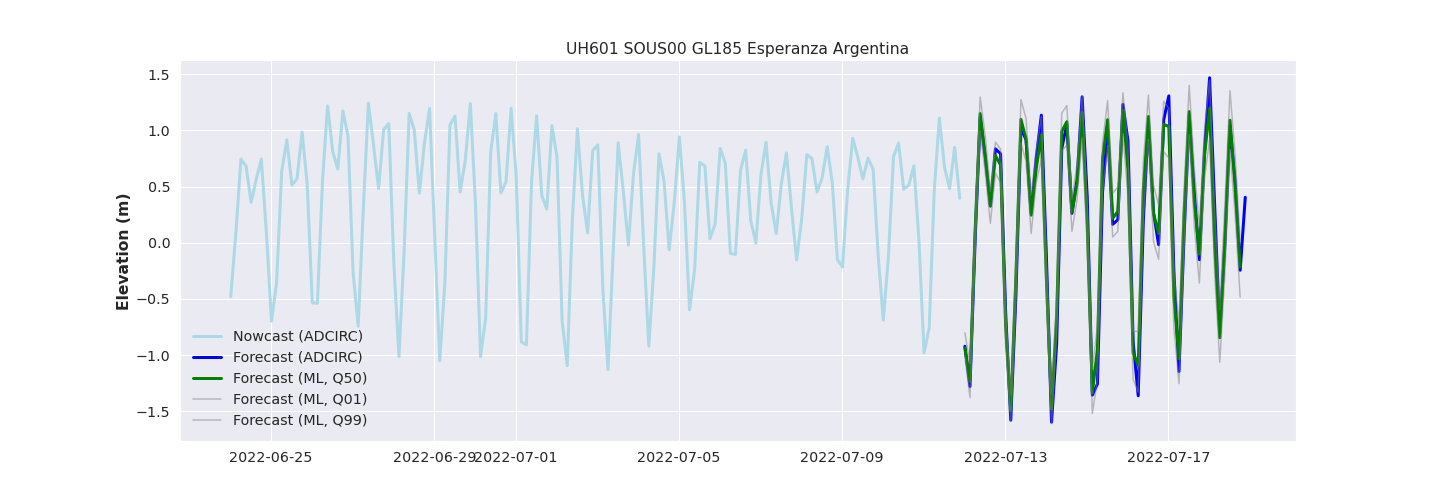 UH601 SOUS00 GL185 Esperanza Argentina
Elevation (m)
1.5
1.0
0.5
0.0
−0.5
−1.0
−1.5
Nowcast (ADCIRC)
Forecast (ADCIRC)
Forecast (ML, Q50)
Forecast (ML, Q01)
Forecast (ML, Q99)
2022-06-25 2022-06-29 2022-07-01 2022-07-05 2022-07-09 2022-07-13 2022-07-17